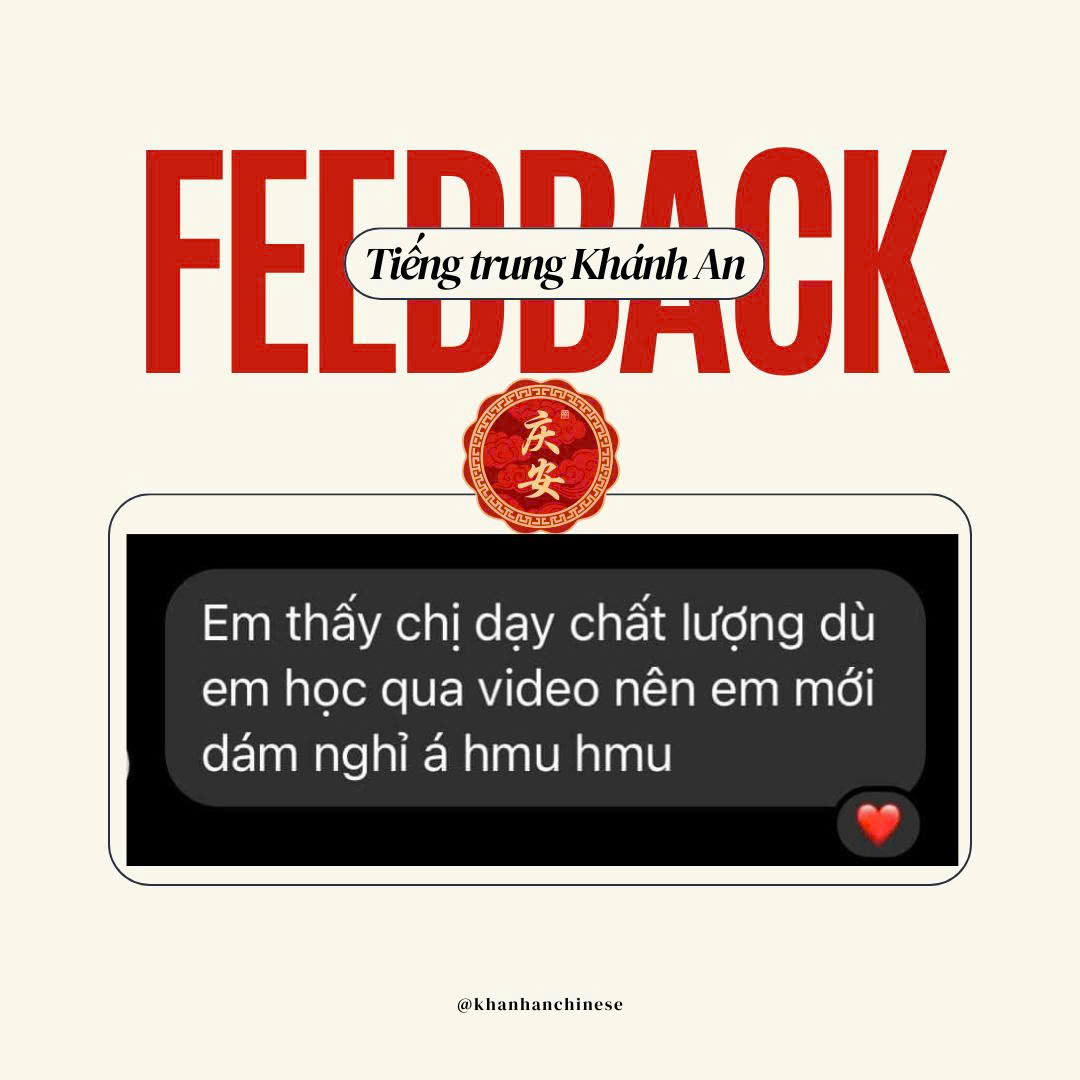 FEEDBACK
Tiếng trung Khánh An
庆
安
Em thấy chị dạy chất lượng dù
em học qua video nên em mới
dám nghỉ á hmu hmu
@khanhanchinese